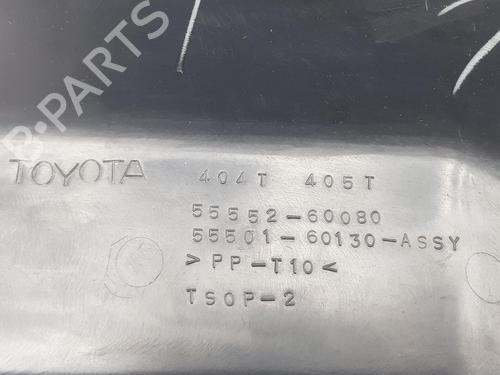 B-PARTS
TOYOTA
404T 405T
55552-60080
55501-60130-ASSY
>PP-T10<
TSOP-2